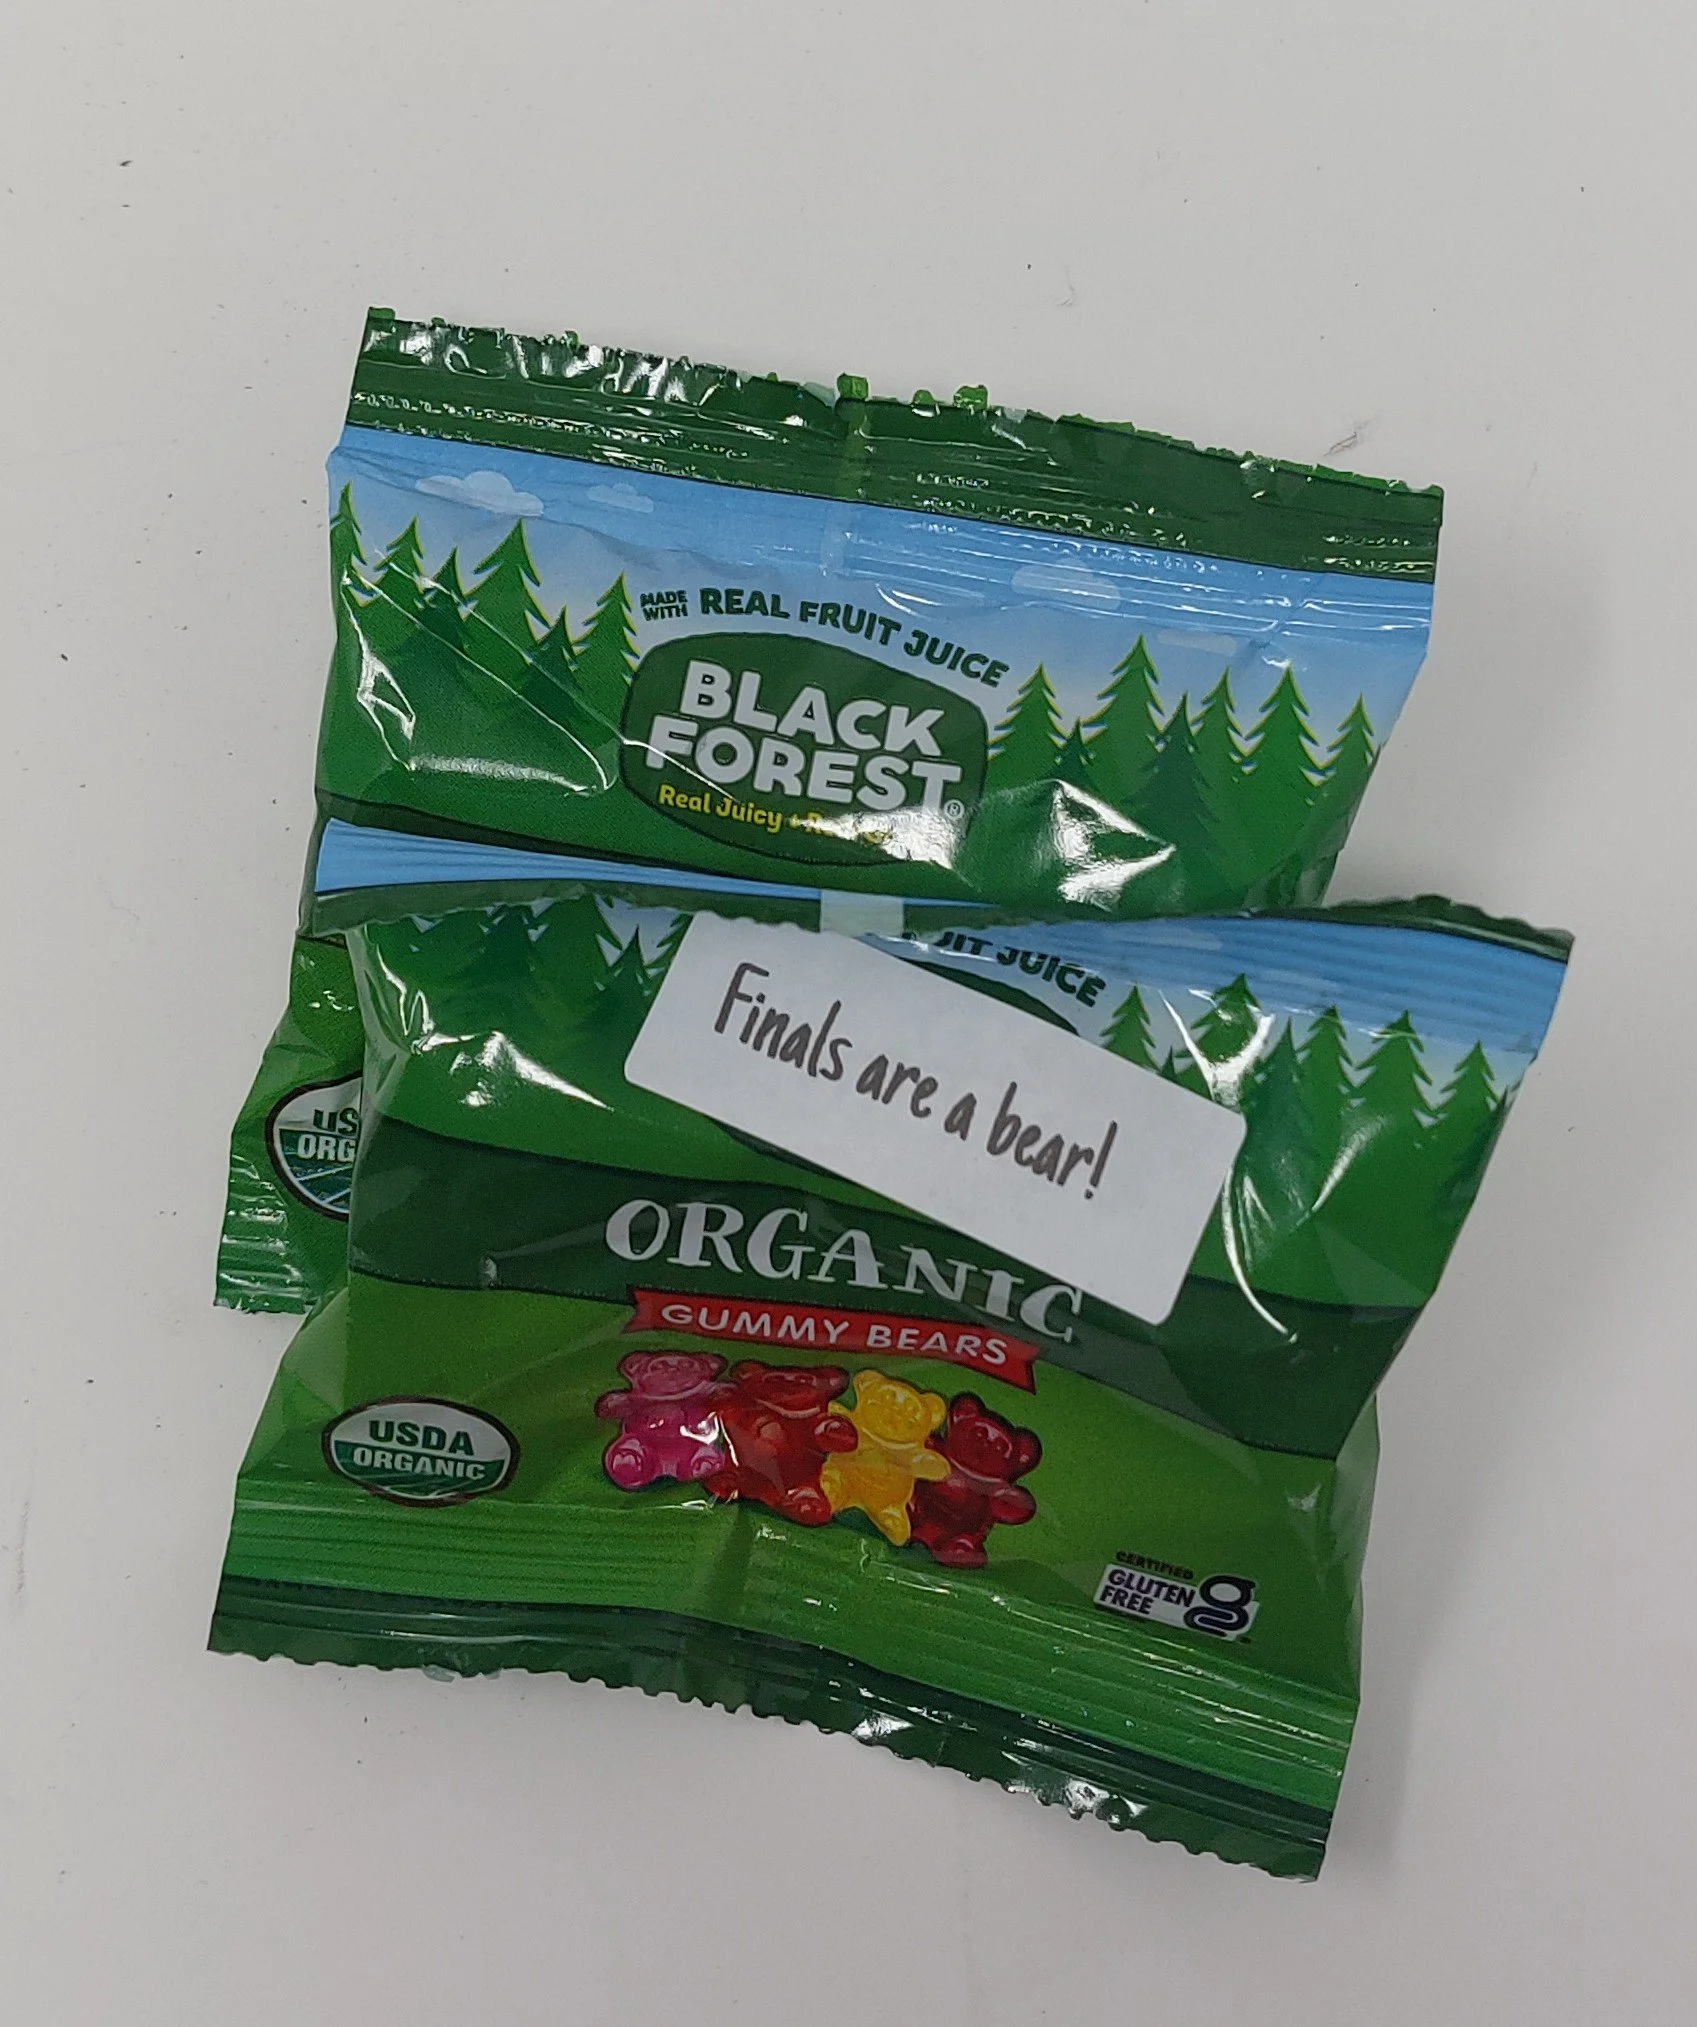 MADE WITH REAL FRUIT JUICE
BLACK
FOREST®
Real Juicy
US
ORG
JUICE
Finals are a bear!
ORGANIC
GUMMY BEARS
USDA
ORGANIC
CERTIFIED
GLUTEN
FREE